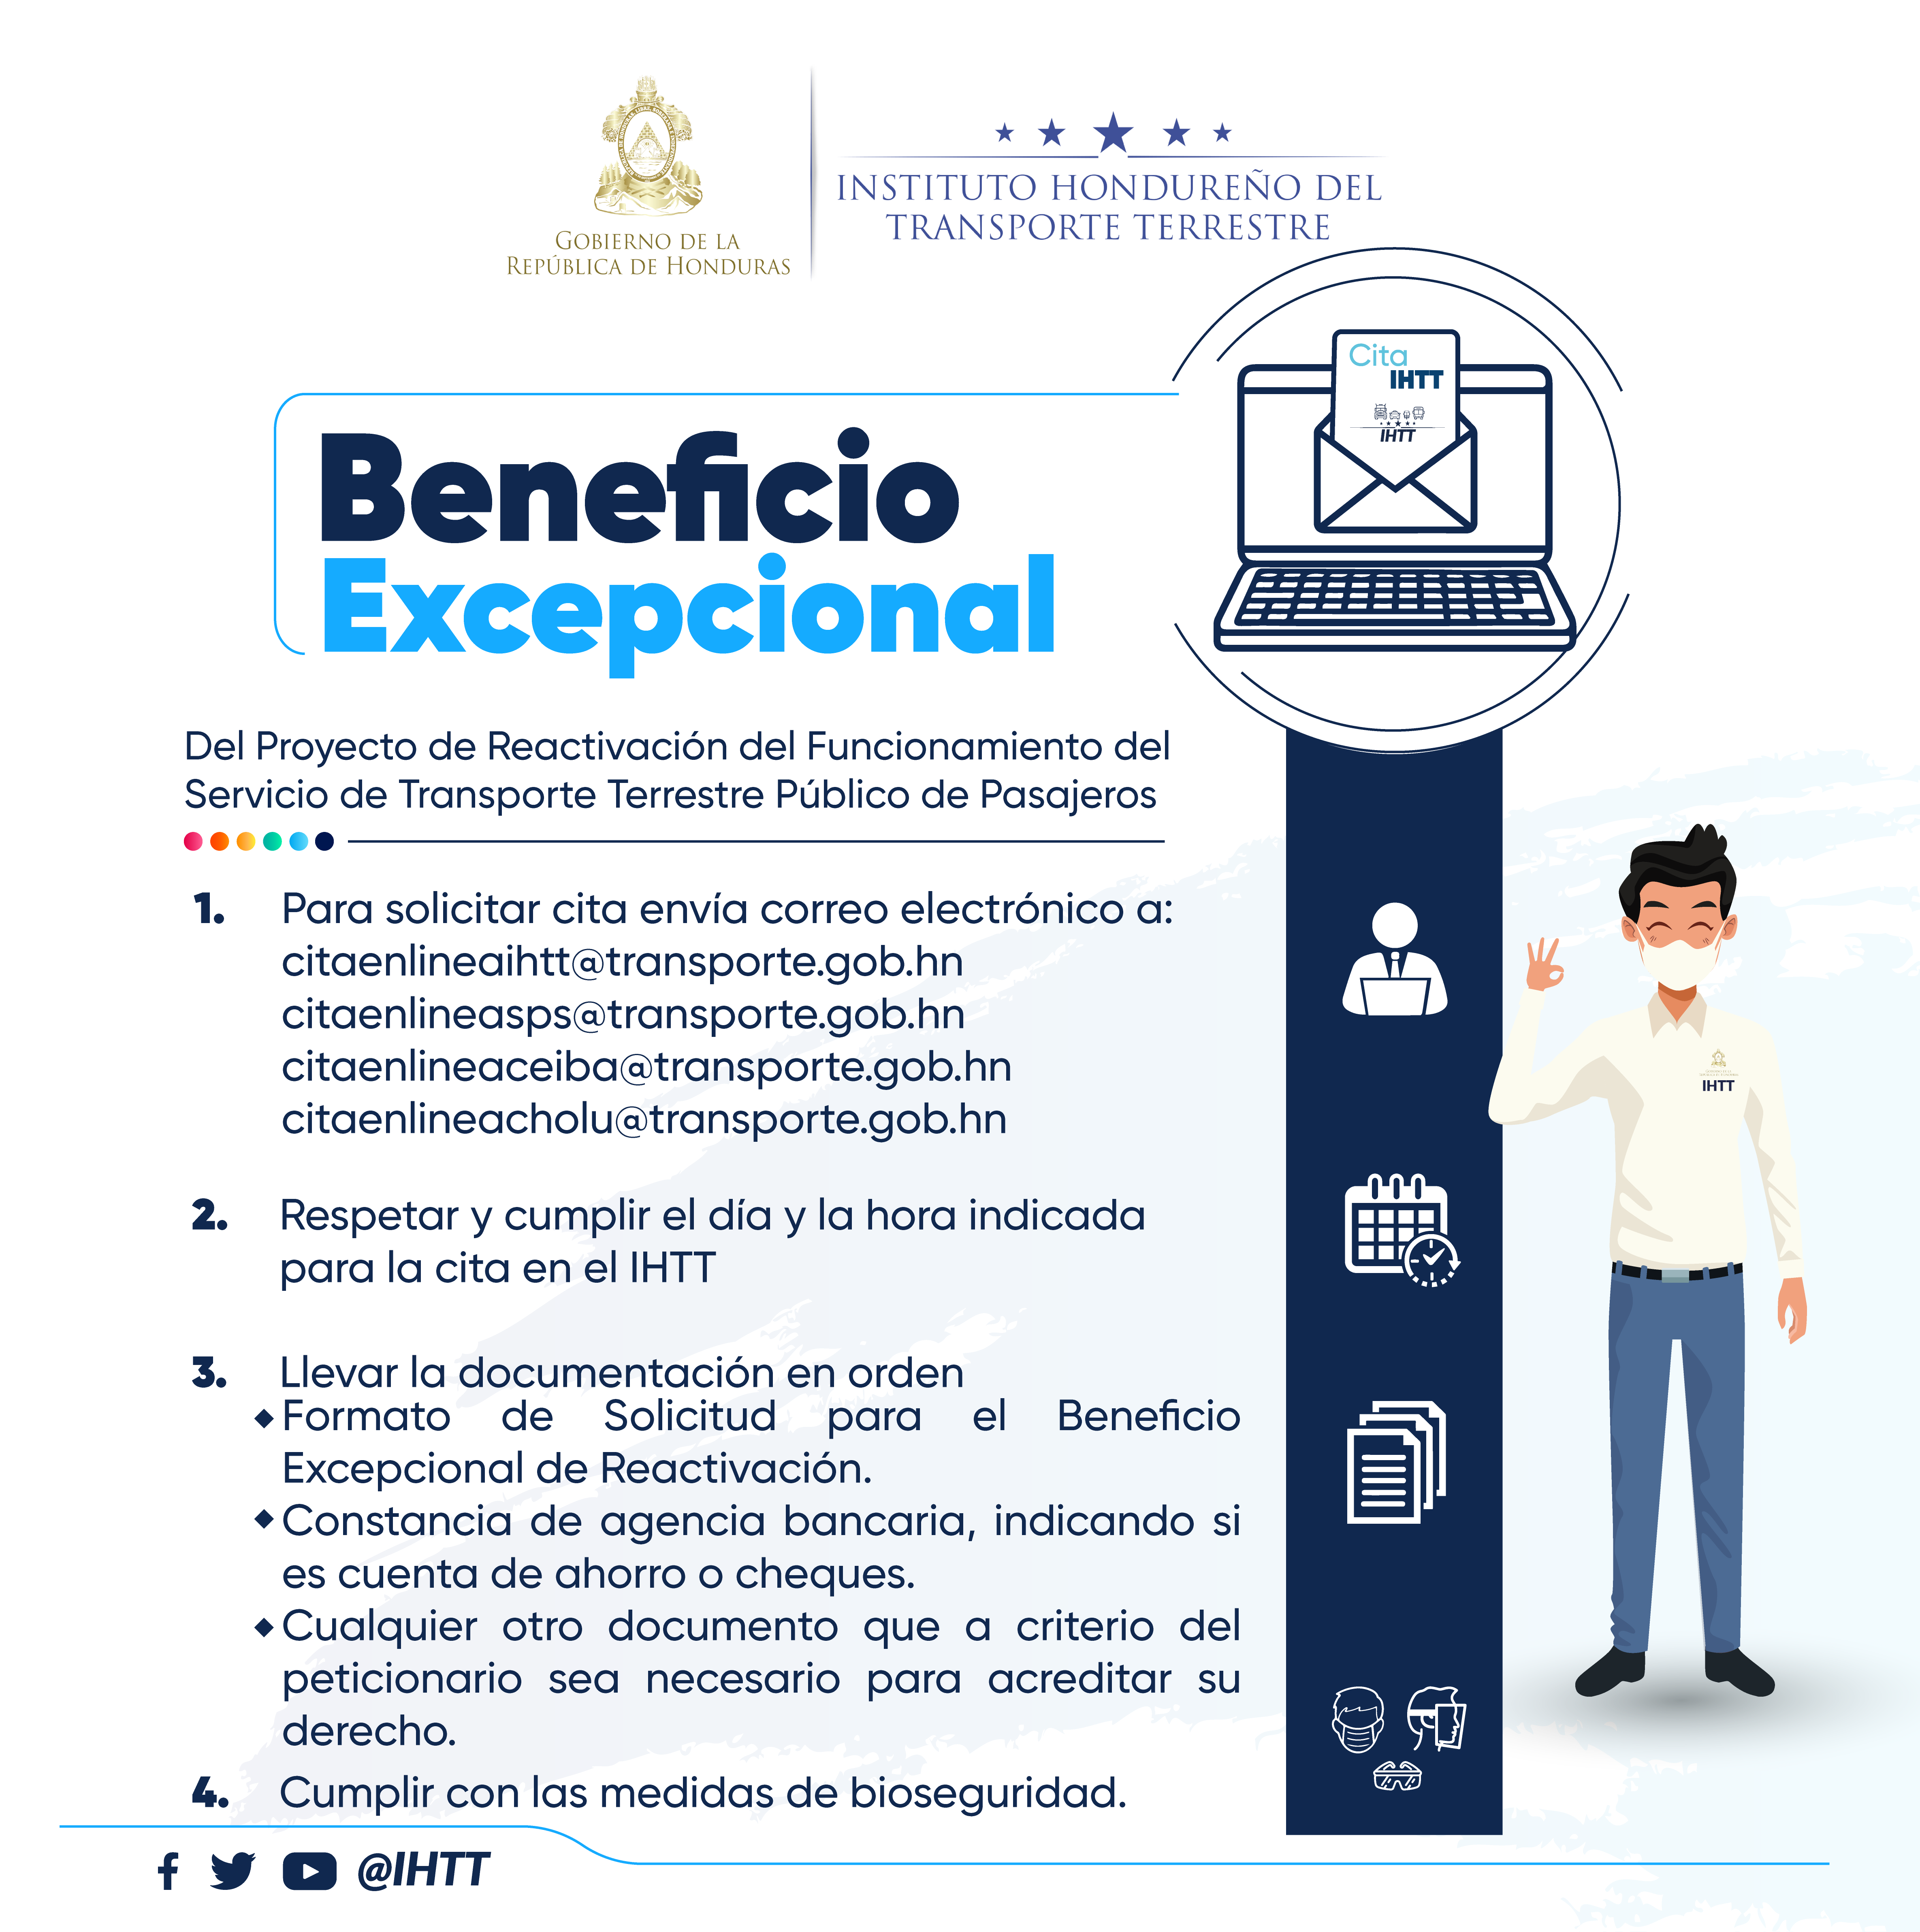 GOBIERNO DE LA
REPÚBLICA DE HONDURAS
INSTITUTO HONDUREÑO DEL
TRANSPORTE TERRESTRE
Cita
IHTT
IHTT
Beneficio
Excepcional
Del Proyecto de Reactivación del Funcionamiento del
Servicio de Transporte Terrestre Público de Pasajeros
1. Para solicitar cita envía correo electrónico a:
citaenlineaihtt@transporte.gob.hn
citaenlineasps@transporte.gob.hn
citaenlineaceiba@transporte.gob.hn
citaenlineacholu@transporte.gob.hn
2. Respetar y cumplir el día y la hora indicada
para la cita en el IHTT
3. Llevar la documentación en orden
◆ Formato de Solicitud para el Beneficio
Excepcional de Reactivación.
◆ Constancia de agencia bancaria, indicando si
es cuenta de ahorro o cheques.
◆ Cualquier otro documento que a criterio del
peticionario sea necesario para acreditar su
derecho.
4. Cumplir con las medidas de bioseguridad.
IHTT
@IHTT